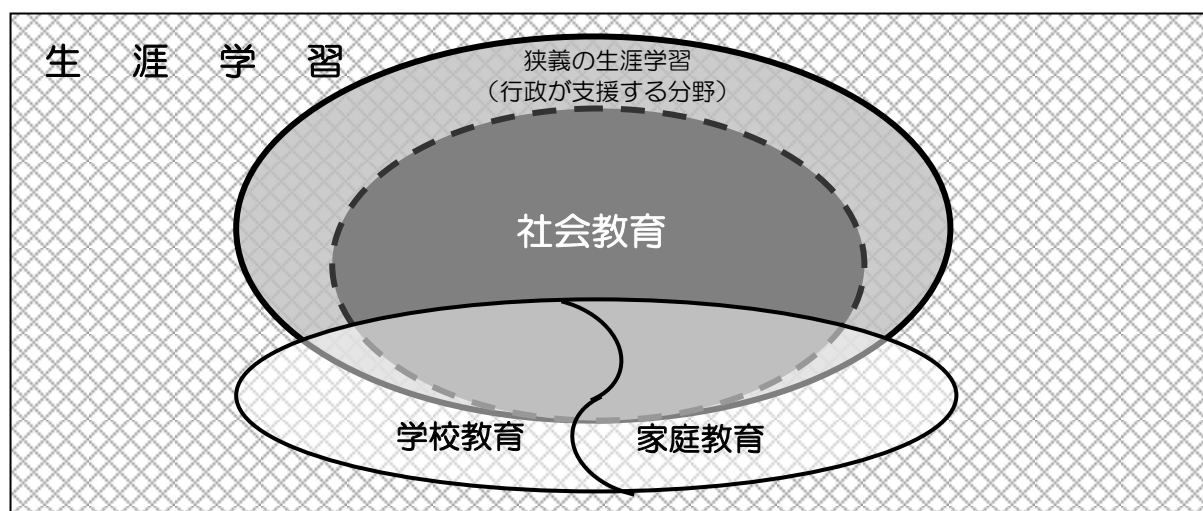 生涯学習
狭義の生涯学習
（行政が支援する分野）
社会教育
学校教育
家庭教育